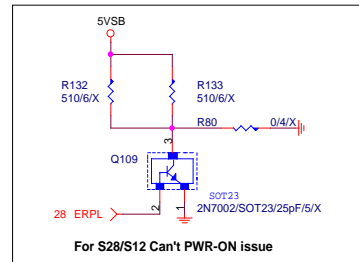 5VSB
R132
510/6/X
R133
510/6/X
R80
0/4/X
3
Q109
SOT23
2N7002/SOT23/25pF/5/X
28 ERPL
2
1
For S28/S12 Can't PWR-ON issue